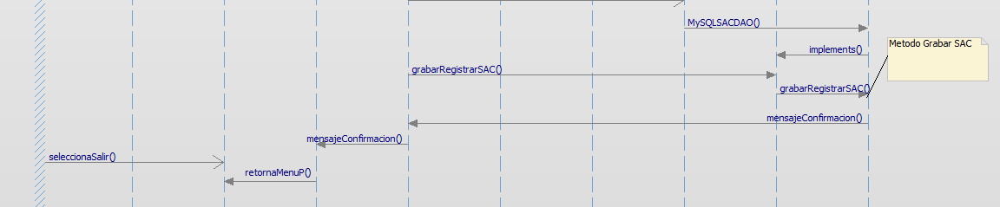 MySQLSACDAO()
Metodo Grabar SAC
implements()
grabarRegistrarSAC()
grabarRegistrarSAC()
mensajeConfirmacion()
mensajeConfirmacion()
seleccionaSalir()
retornaMenuP()